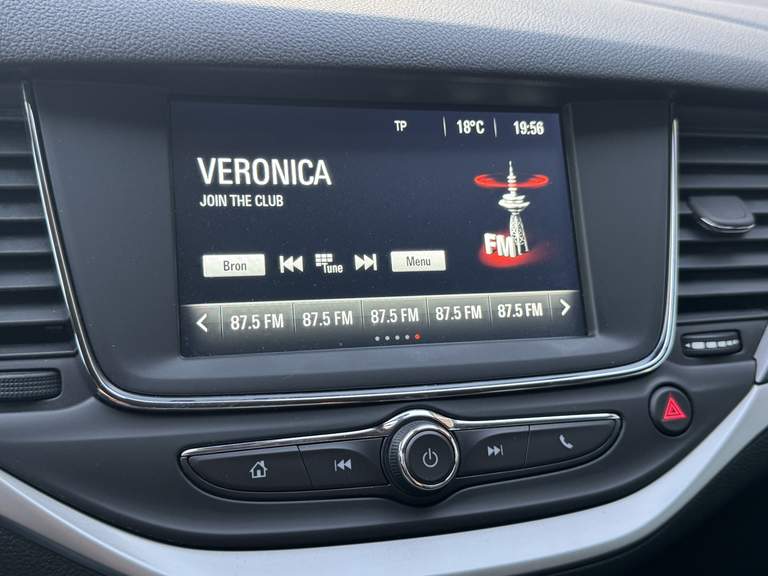 TP 18°C 19:56
VERONICA
JOIN THE CLUB
FM
Bron Tune Menu
87.5 FM 87.5 FM 87.5 FM 87.5 FM 87.5 FM